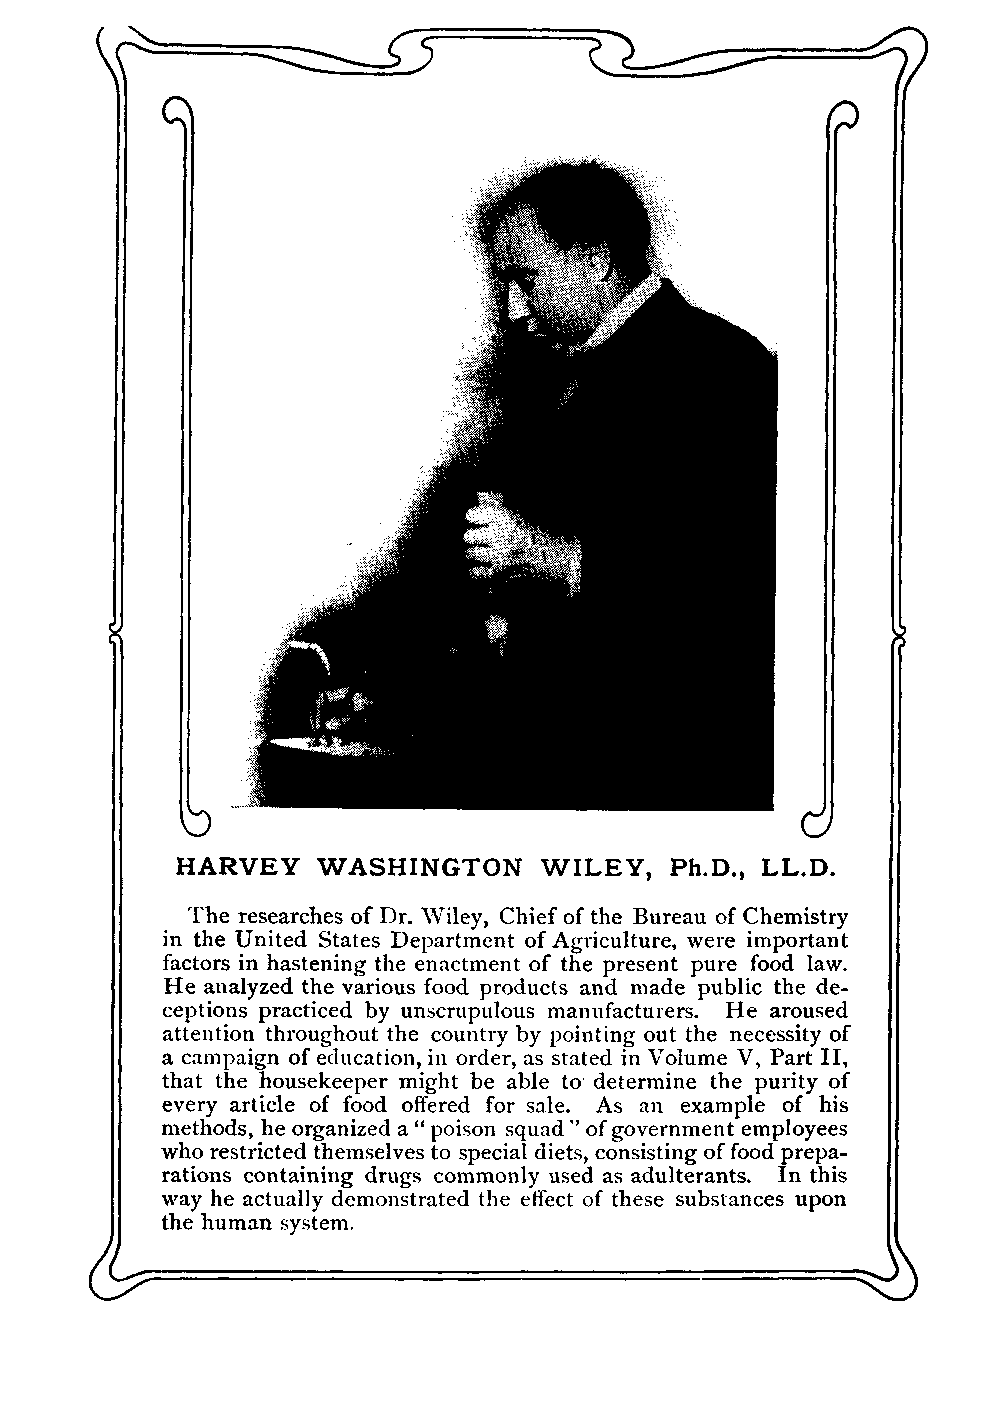 HARVEY WASHINGTON WILEY, Ph.D., LL.D.
The researches of Dr. Wiley, Chief of the Bureau of Chemistry
in the United States Department of Agriculture, were important
factors in hastening the enactment of the present pure food law.
He analyzed the various food products and made public the de-
ceptions practiced by unscrupulous manufacturers. He aroused
attention throughout the country by pointing out the necessity of
a campaign of education, in order, as stated in Volume V, Part II,
that the housekeeper might be able to determine the purity of
every article of food offered for sale. As an example of his
methods, he organized a “ poison squad ” of government employees
who restricted themselves to special diets, consisting of food prepa-
rations containing drugs commonly used as adulterants. In this
way he actually demonstrated the effect of these substances upon
the human system.